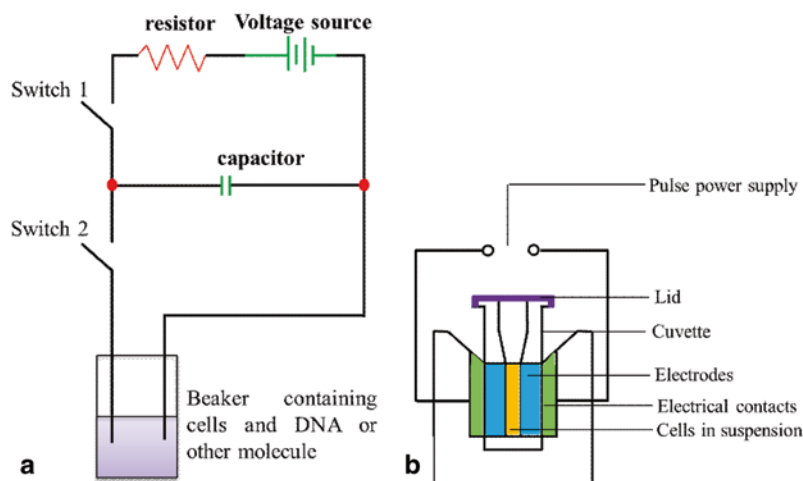 resistor
Voltage source
Switch 1
capacitor
Switch 2
Beaker containing
cells and DNA or
other molecule
a
Pulse power supply
Lid
Cuvette
Electrodes
Electrical contacts
Cells in suspension
b